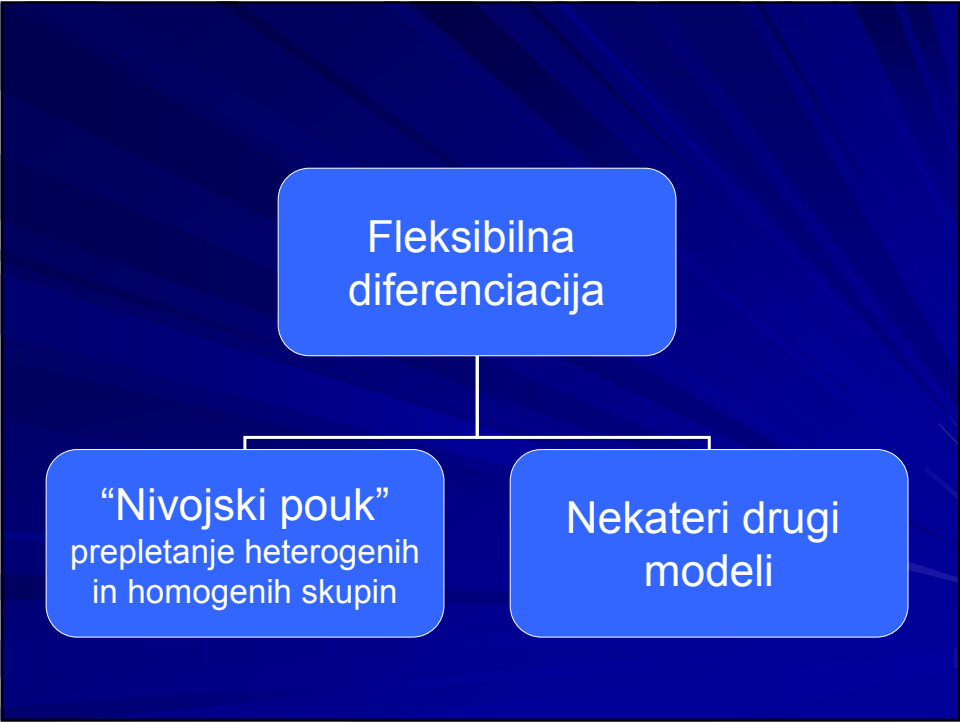 Fleksibilna
diferenciacija
“Nivojski pouk”
prepletanje heterogenih
in homogenih skupin
Nekateri drugi
modeli